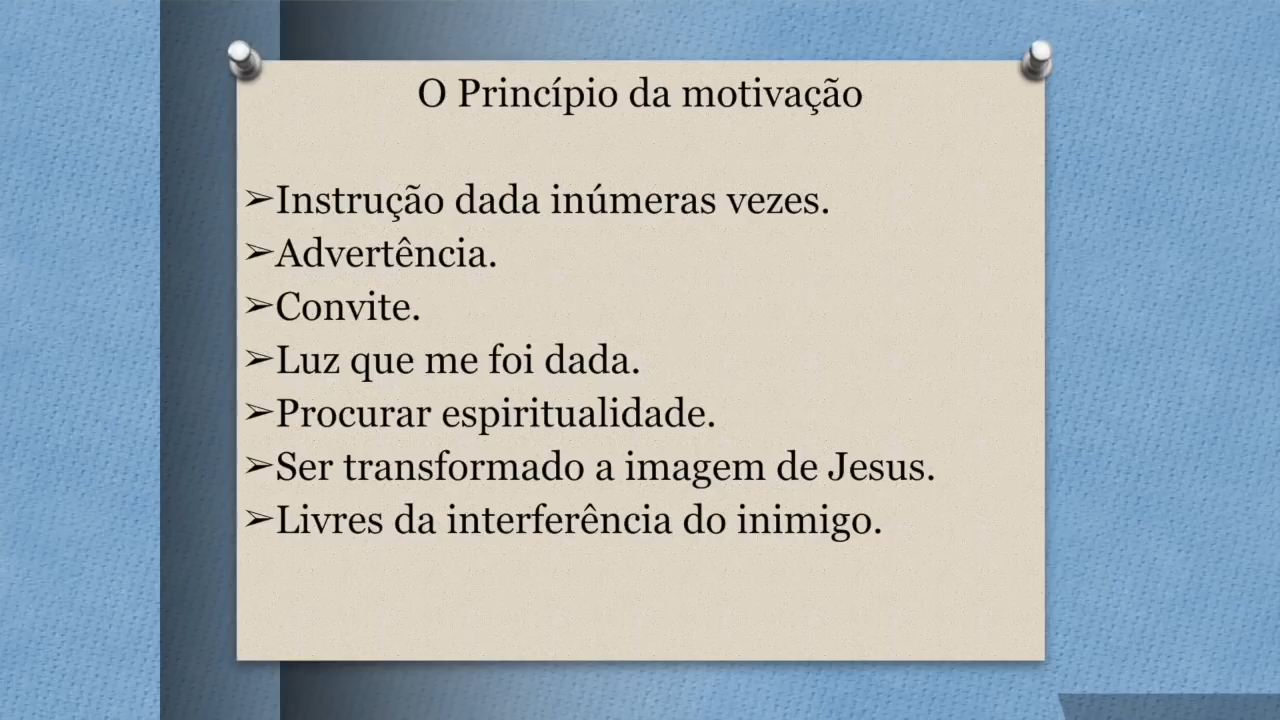 O Princípio da motivação
➢Instrução dada inúmeras vezes.
➢Advertência.
➢Convite.
➢Luz que me foi dada.
➢Procurar espiritualidade.
➢Ser transformado a imagem de Jesus.
➢Livres da interferência do inimigo.